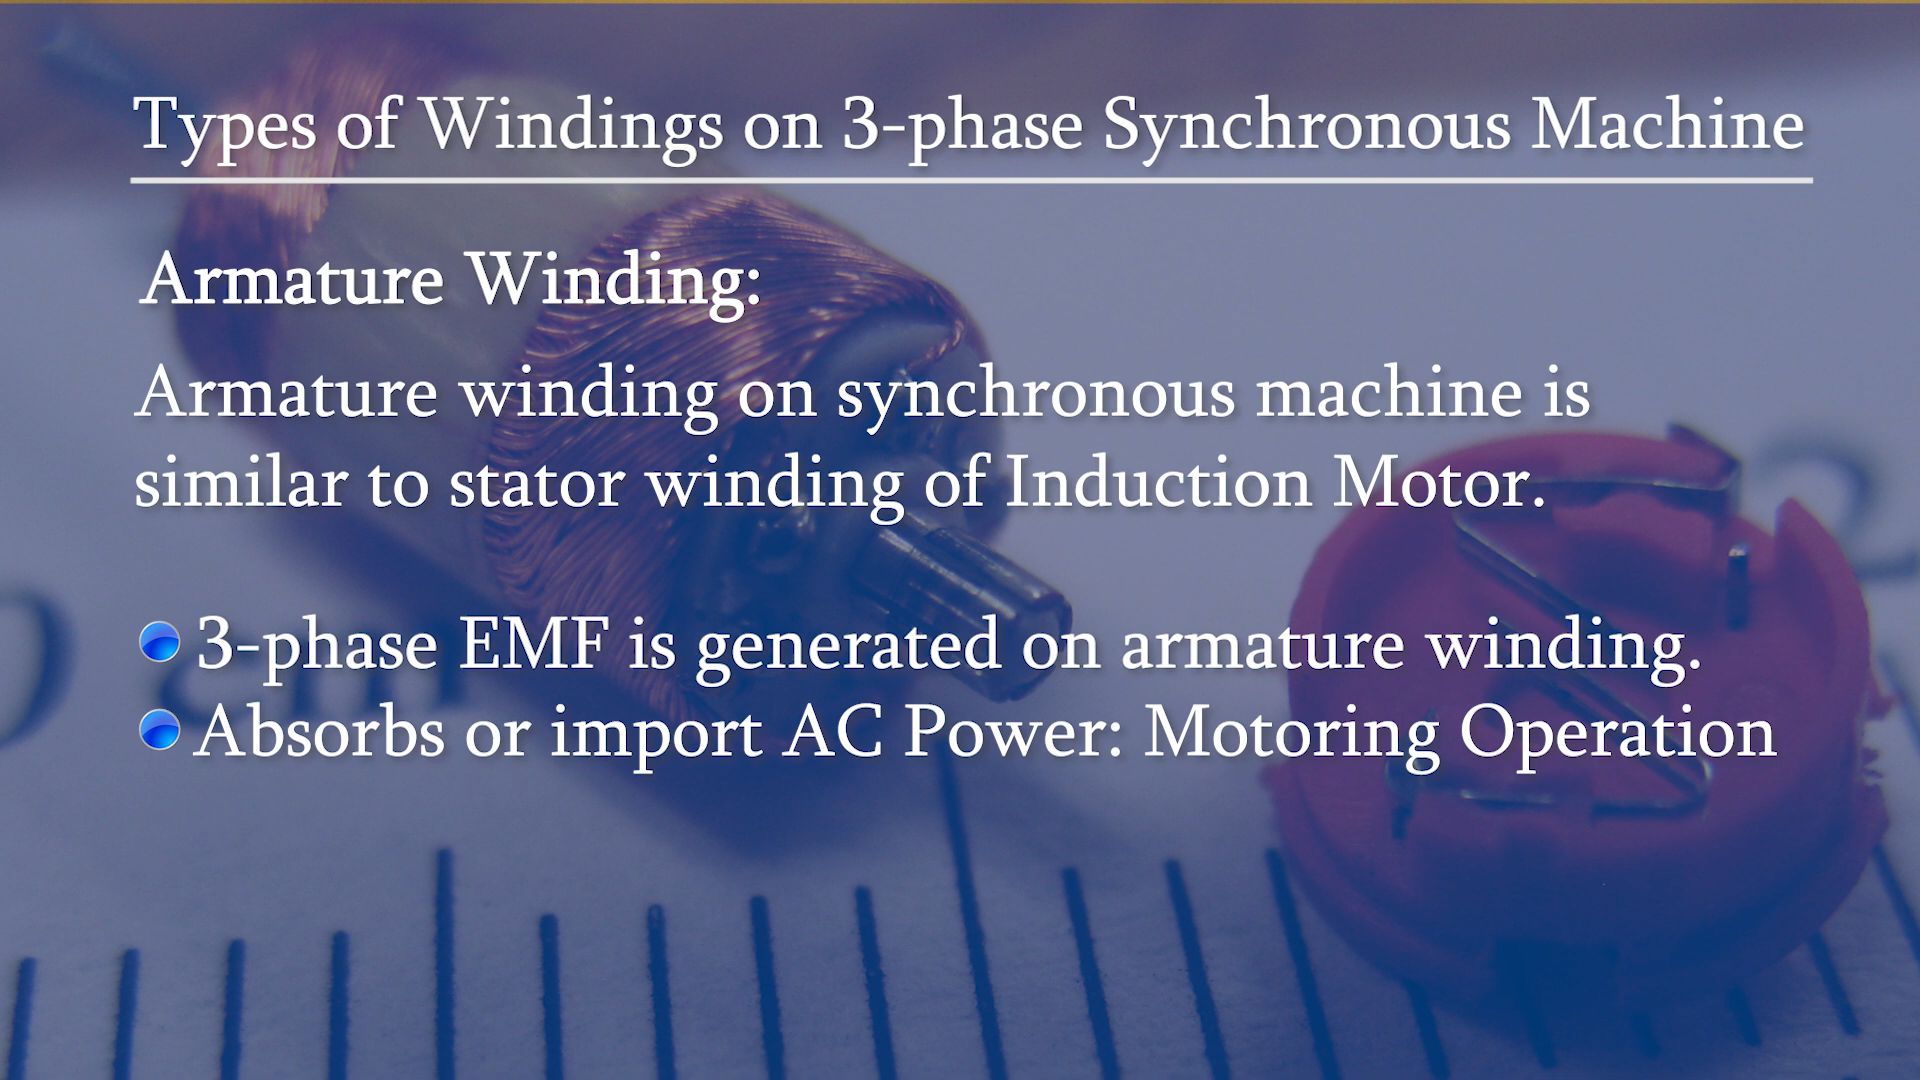 Types of Windings on 3-phase Synchronous Machine
Armature Winding:
Armature winding on synchronous machine is
similar to stator winding of Induction Motor.
3-phase EMF is generated on armature winding.
Absorbs or import AC Power: Motoring Operation
2
0